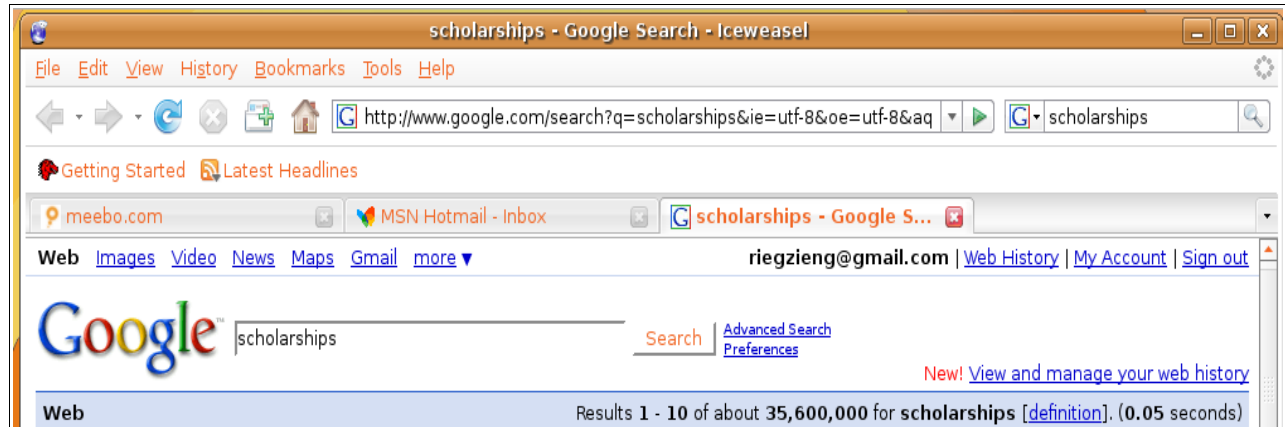 scholarships - Google Search - Iceweasel
File Edit View History Bookmarks Tools Help
http://www.google.com/search?q=scholarships&ie=utf-8&oe=utf-8&aq G scholarships
Getting Started Latest Headlines
meebo.com MSN Hotmail - Inbox G scholarships - Google S...
Web Images Video News Maps Gmail more ▼ riegzieng@gmail.com | Web History | My Account | Sign out
Google™ scholarships Search Advanced Search
Preferences
New! View and manage your web history
Web Results 1 - 10 of about 35,600,000 for scholarships [definition]. (0.05 seconds)